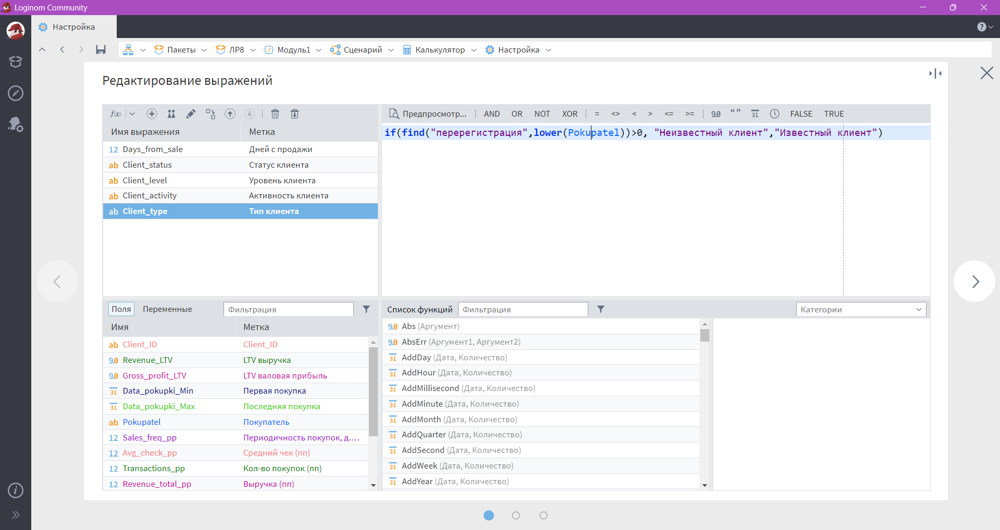 Loginom Community
Настройка
Пакеты ЛР8 Модуль1 Сценарий Калькулятор Настройка
Редактирование выражений
f(x) Предпросмотр... AND OR NOT XOR = <> < > <= >= 9.0 “ ” 31 FALSE TRUE
Имя выражения Метка
if(find("перерегистрация",lower(Pokupatel))>0, "Неизвестный клиент","Известный клиент")
12 Days_from_sale Дней с продажи
ab Client_status Статус клиента
ab Client_level Уровень клиента
ab Client_activity Активность клиента
ab Client_type Тип клиента
Поля Переменные Фильтрация
Имя Метка
ab Client_ID Client_ID
9.0 Revenue_LTV LTV выручка
9.0 Gross_profit_LTV LTV валовая прибыль
31 Data_pokupki_Min Первая покупка
31 Data_pokupki_Max Последняя покупка
ab Pokupatel Покупатель
12 Sales_freq_pp Периодичность покупок, д....
12 Avg_check_pp Средний чек (пп)
12 Transactions_pp Кол-во покупок (пп)
12 Revenue_total_pp Выручка (пп)
Список функций Фильтрация Категории
9.0 Abs (Аргумент)
9.0 AbsErr (Аргумент1, Аргумент2)
31 AddDay (Дата, Количество)
31 AddHour (Дата, Количество)
31 AddMillisecond (Дата, Количество)
31 AddMinute (Дата, Количество)
31 AddMonth (Дата, Количество)
31 AddQuarter (Дата, Количество)
31 AddSecond (Дата, Количество)
31 AddWeek (Дата, Количество)
31 AddYear (Дата, Количество)